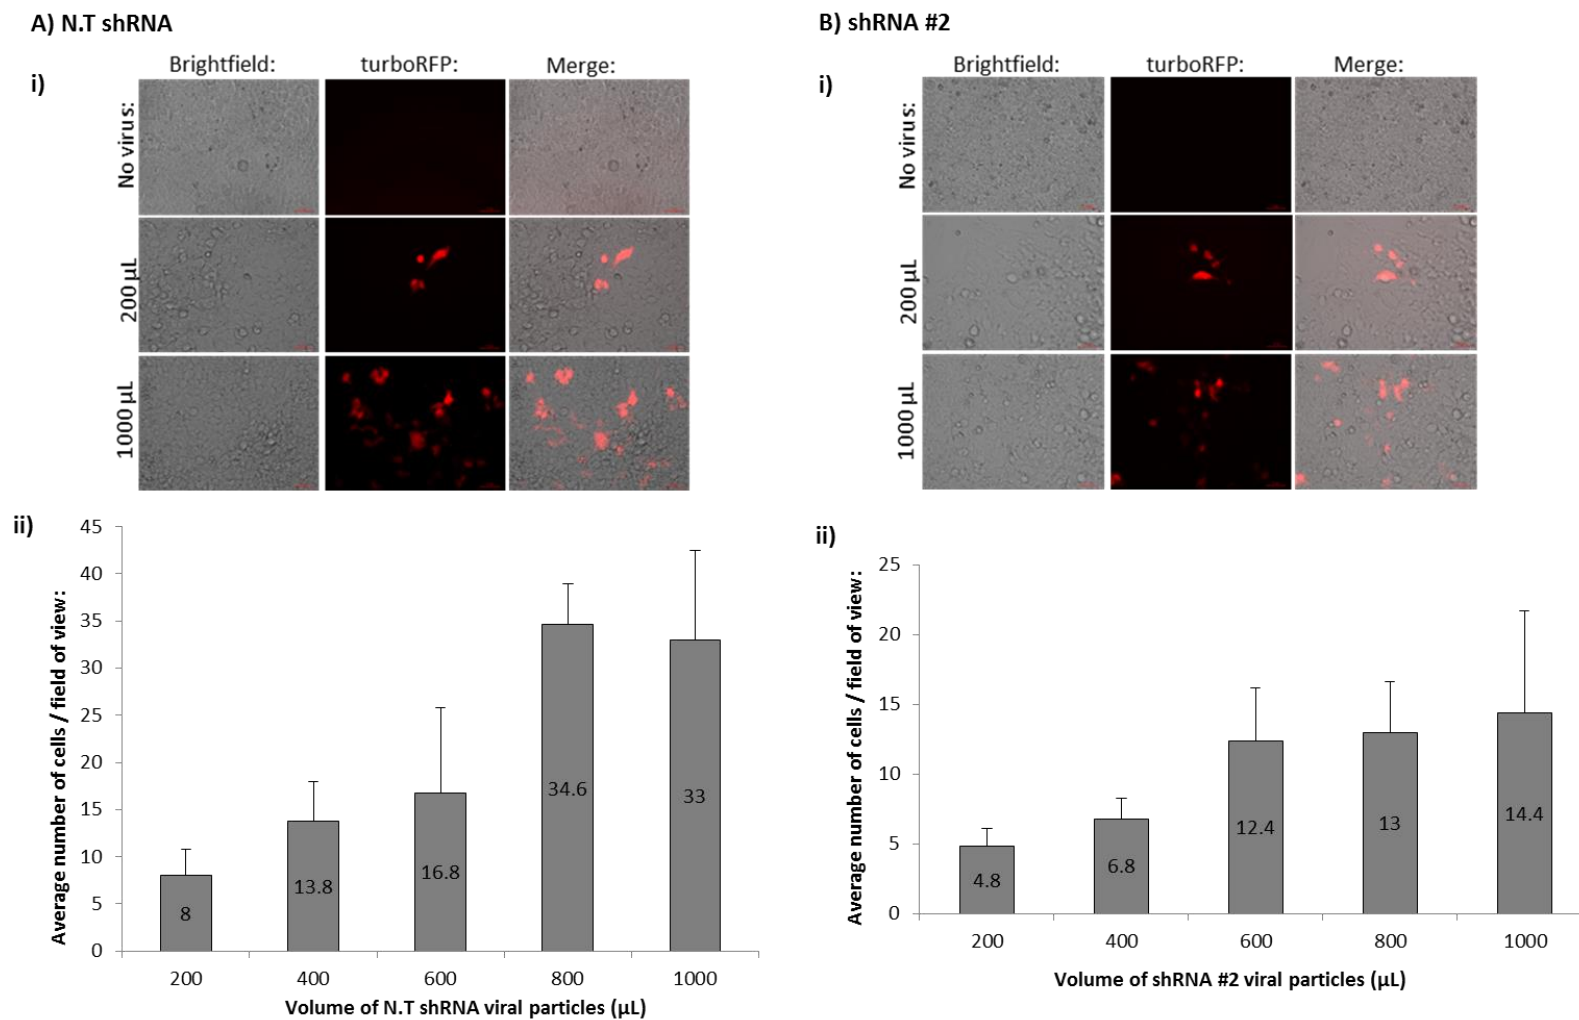 A) N.T shRNA
i)
Brightfield:
turboRFP:
Merge:
No virus:
200 µL
1000 µL
ii)
Average number of cells / field of view:
45
40
35
30
25
20
15
10
5
0
8
13.8
16.8
34.6
33
200
400
600
800
1000
Volume of N.T shRNA viral particles (µL)
B) shRNA #2
i)
Brightfield:
turboRFP:
Merge:
No virus:
200 µL
1000 µL
ii)
Average number of cells / field of view:
25
20
15
10
5
0
4.8
6.8
12.4
13
14.4
200
400
600
800
1000
Volume of shRNA #2 viral particles (µL)